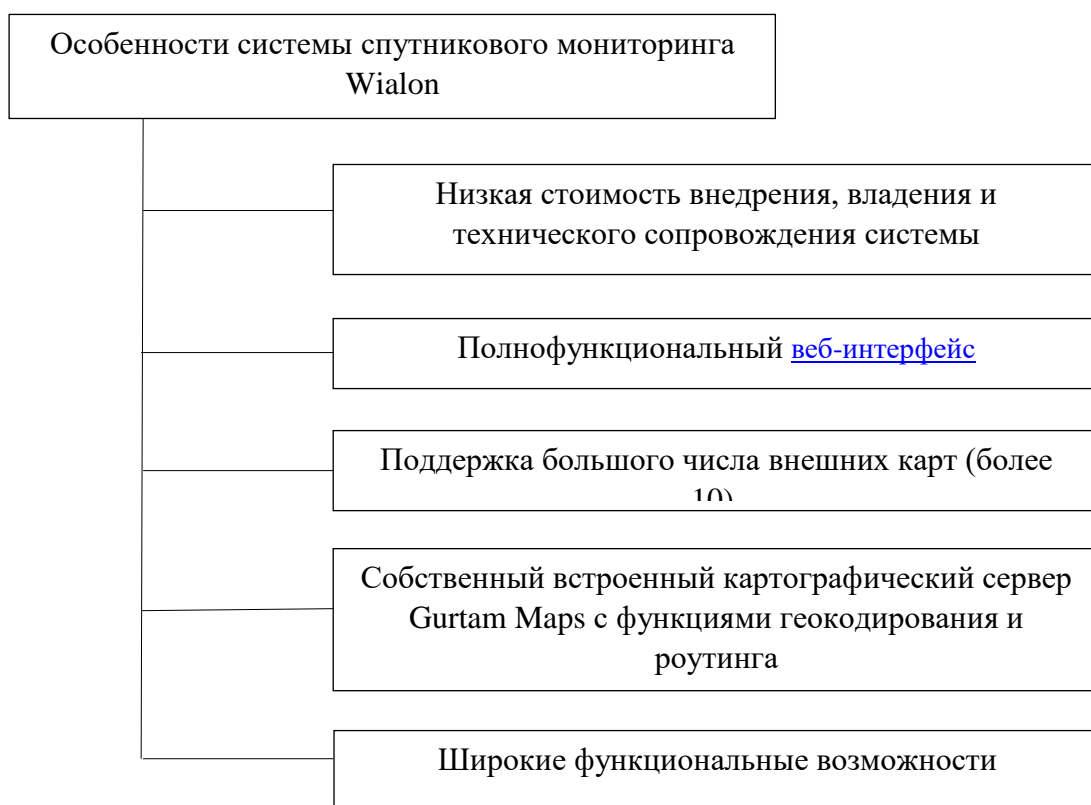 Особенности системы спутникового мониторинга
Wialon
Низкая стоимость внедрения, владения и
технического сопровождения системы
Полнофункциональный веб-интерфейс
Поддержка большого числа внешних карт (более
10)
Собственный встроенный картографический сервер
Gurtam Maps с функциями геокодирования и
роутинга
Широкие функциональные возможности